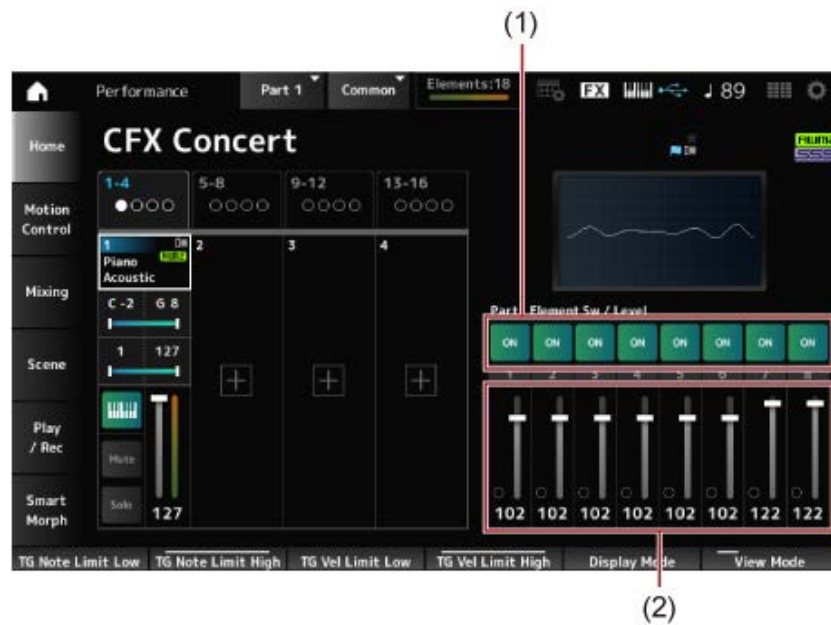 (1)
Performance Part 1 Common Elements:18 FX ♩ 89
Home
CFX Concert
1-4 5-8 9-12 13-16
Motion
Control
1 2 3 4
Piano
Acoustic
Mixing
C -2 G 8
Part Element Sw / Level
ON ON ON ON ON ON ON ON
1 2 3 4 5 6 7 8
1 127
Scene
Play
/ Rec
Mute
Smart
Morph
Solo
127
102 102 102 102 102 102 122 122
TG Note Limit Low TG Note Limit High TG Vel Limit Low TG Vel Limit High Display Mode View Mode
(2)